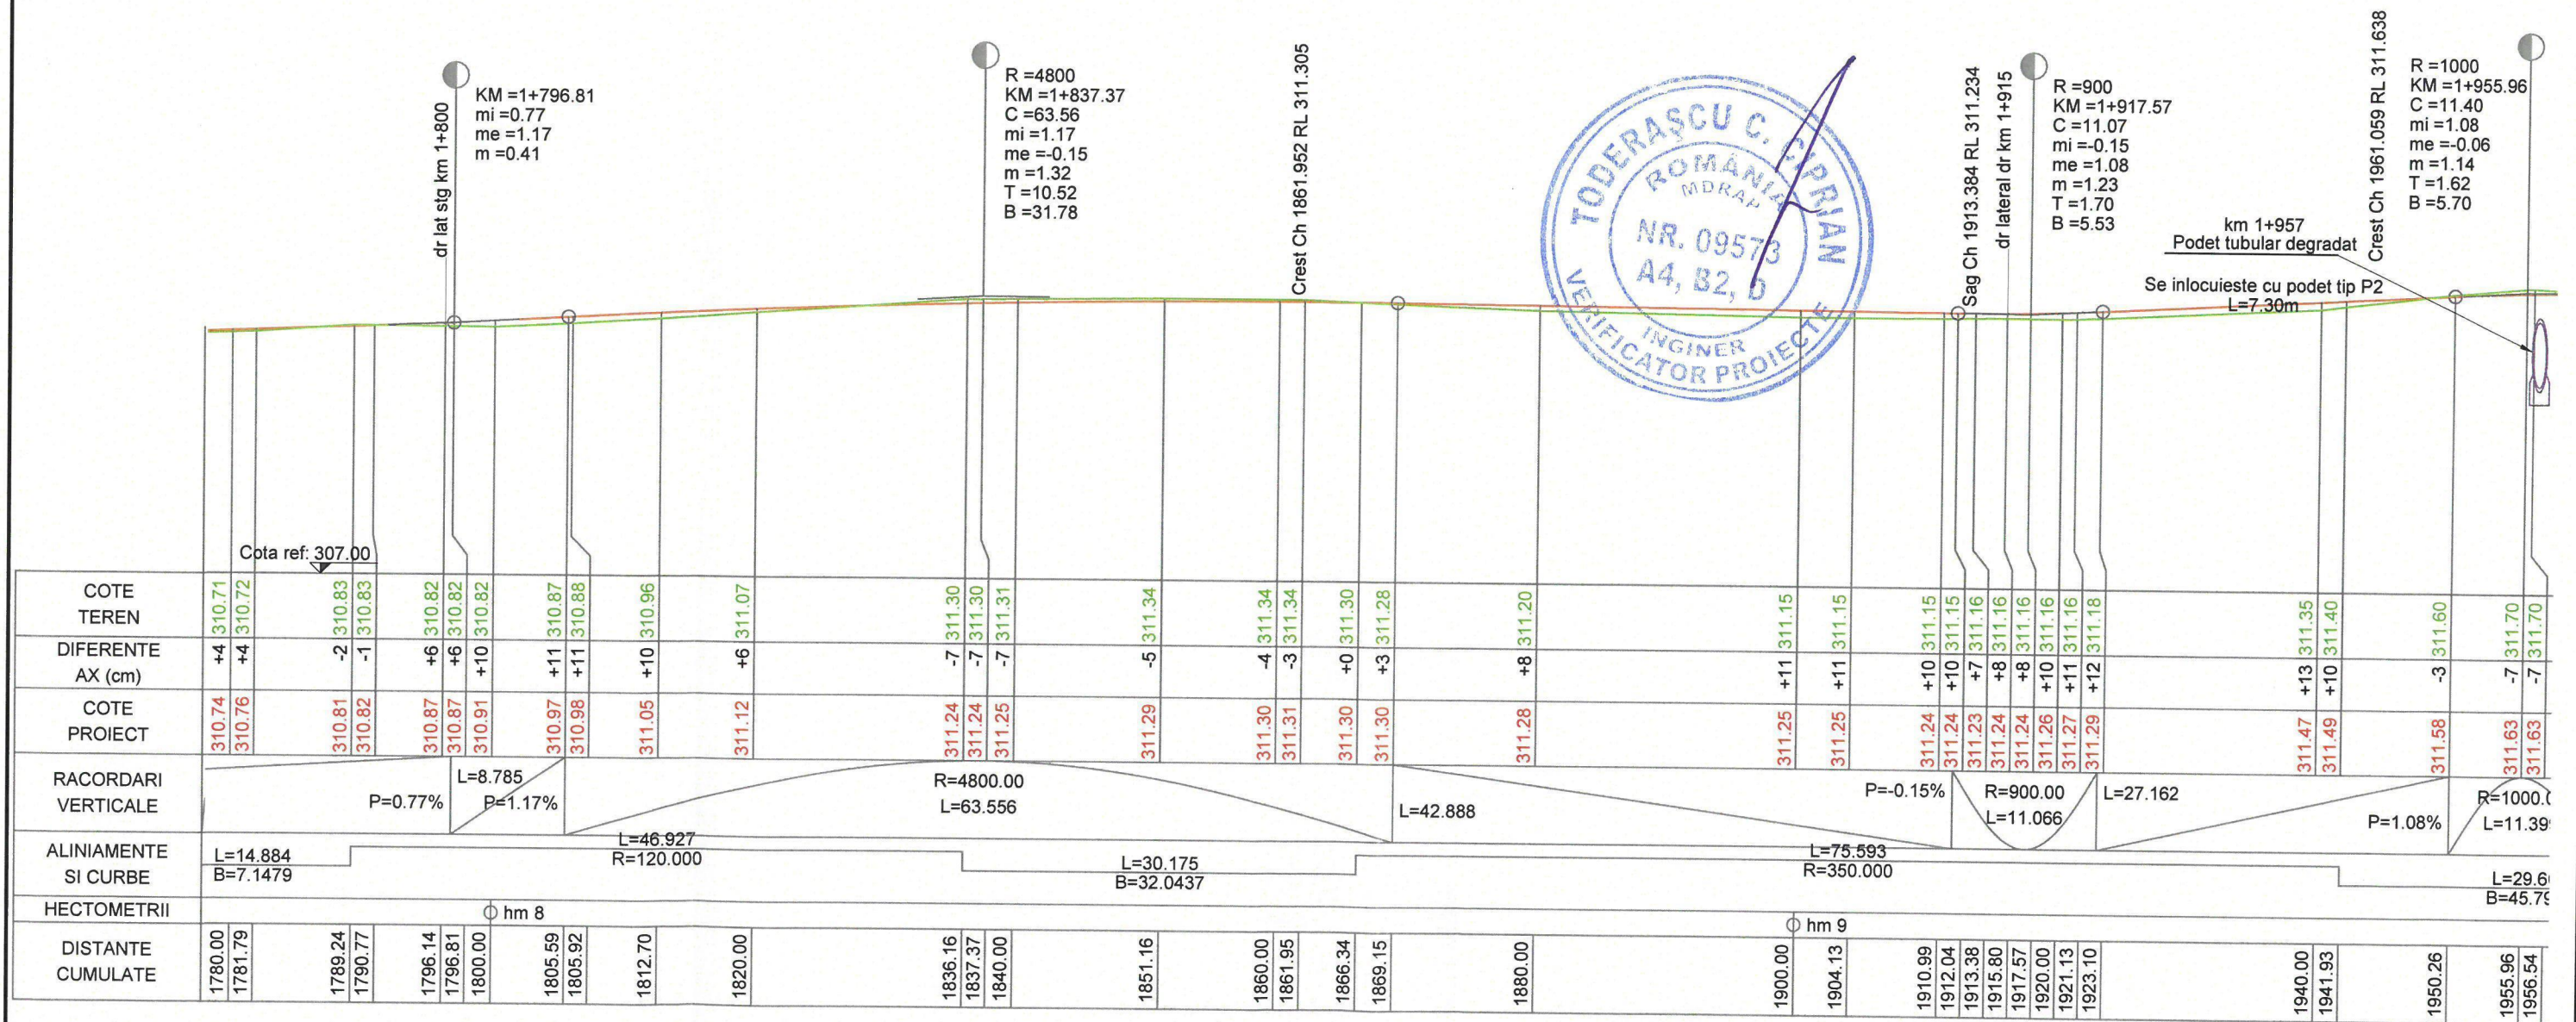 dr lat stg km 1+800
KM =1+796.81
mi =0.77
me =1.17
m =0.41
R =4800
KM =1+837.37
C =63.56
mi =1.17
me =-0.15
m =1.32
T =10.52
B =31.78
Crest Ch 1861.952 RL 311.305
TODERAŞCU C. CIPRIAN
ROMÂNIA
MDRAP
NR. 09573
A4, B2, D
INGINER
VERIFICATOR PROIECTE
Sag Ch 1913.384 RL 311.234
dr lateral dr km 1+915
R =900
KM =1+917.57
C =11.07
mi =-0.15
me =1.08
m =1.23
T =1.70
B =5.53
km 1+957
Podet tubular degradat
Se inlocuieste cu podet tip P2
L=7.30m
Crest Ch 1961.059 RL 311.638
R =1000
KM =1+955.96
C =11.40
mi =1.08
me =-0.06
m =1.14
T =1.62
B =5.70
Cota ref: 307.00
COTE
TEREN
310.71 310.72 310.83 310.83 310.82 310.82 310.82 310.87 310.88 310.96 311.07 311.30 311.30 311.31 311.34 311.34 311.34 311.30 311.28 311.20 311.15 311.15 311.15 311.15 311.16 311.16 311.16 311.16 311.16 311.18 311.35 311.40 311.60 311.70 311.70
DIFERENTE
AX (cm)
+4 +4 -2 -1 +6 +6 +10 +11 +11 +10 +6 -7 -7 -7 -5 -4 -3 +0 +3 +8 +11 +11 +10 +10 +7 +8 +8 +10 +11 +12 +13 +10 -3 -7 -7
COTE
PROIECT
310.74 310.76 310.81 310.82 310.87 310.87 310.91 310.97 310.98 311.05 311.12 311.24 311.24 311.25 311.29 311.30 311.31 311.30 311.30 311.28 311.25 311.25 311.24 311.24 311.23 311.24 311.24 311.26 311.27 311.29 311.47 311.49 311.58 311.63 311.63
RACORDARI
VERTICALE
P=0.77%
L=8.785
P=1.17%
R=4800.00
L=63.556
L=42.888
P=-0.15%
R=900.00
L=11.066
L=27.162
P=1.08%
R=1000.0
L=11.39
ALINIAMENTE
SI CURBE
L=14.884
B=7.1479
L=46.927
R=120.000
L=30.175
B=32.0437
L=75.593
R=350.000
L=29.6
B=45.79
HECTOMETRII
hm 8
hm 9
DISTANTE
CUMULATE
1780.00 1781.79 1789.24 1790.77 1796.14 1796.81 1800.00 1805.59 1805.92 1812.70 1820.00 1836.16 1837.37 1840.00 1851.16 1860.00 1861.95 1866.34 1869.15 1880.00 1900.00 1904.13 1910.99 1912.04 1913.38 1915.80 1917.57 1920.00 1921.13 1923.10 1940.00 1941.93 1950.26 1955.96 1956.54